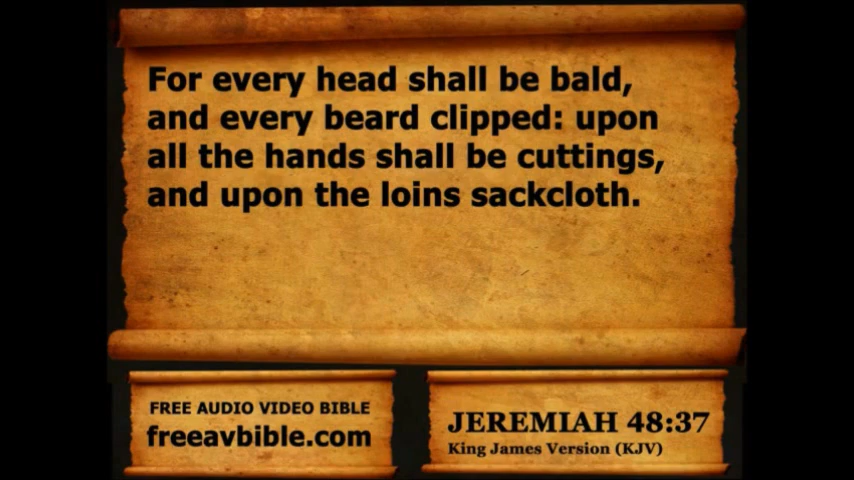 For every head shall be bald,
and every beard clipped: upon
all the hands shall be cuttings,
and upon the loins sackcloth.
FREE AUDIO VIDEO BIBLE
freeavbible.com
JEREMIAH 48:37
King James Version (KJV)